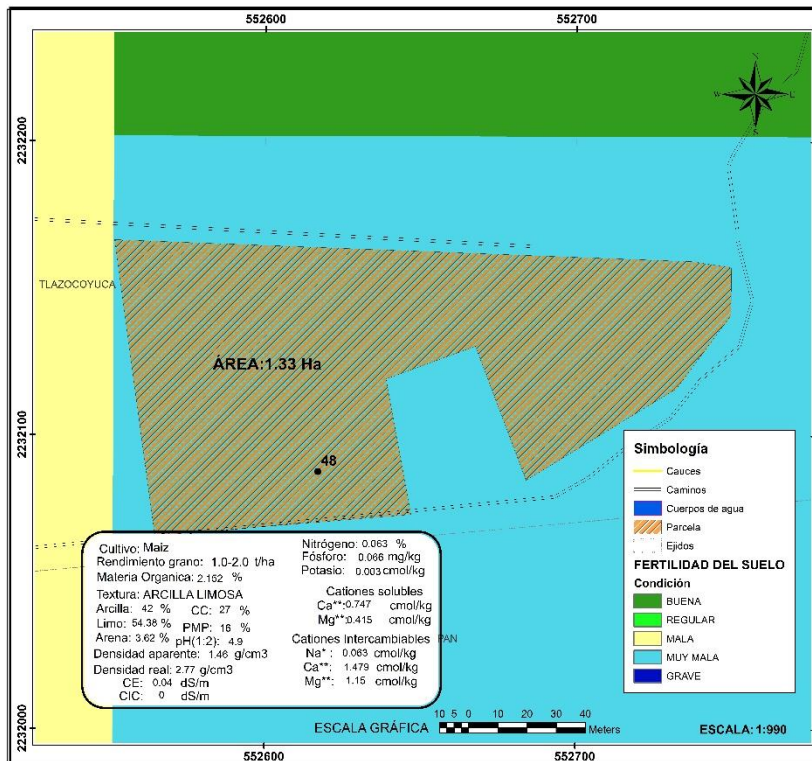 552600
552700
N
W
E
S
2232200
TLAZOCOYUCA
ÁREA:1.33 Ha
2232100
48
Simbología
Cauces
Caminos
Cuerpos de agua
Parcela
Ejidos
FERTILIDAD DEL SUELO
Condición
BUENA
REGULAR
MALA
MUY MALA
GRAVE
Cultivo: Maiz
Rendimiento grano: 1.0-2.0 t/ha
Materia Organica: 2.152 %
Textura: ARCILLA LIMOSA
Arcilla: 42 % CC: 27 %
Limo: 54.38 % PMP: 16 %
Arena: 3.62 % pH(1:2): 4.9
Densidad aparente: 1.46 g/cm3
Densidad real: 2.77 g/cm3
CE: 0.04 dS/m
CIC: 0 dS/m
Nitrógeno: 0.063 %
Fósforo: 0.066 mg/kg
Potasio: 0.003 cmol/kg
Cationes solubles
Ca**: 0.747 cmol/kg
Mg**: 0.415 cmol/kg
Cationes Intercambiables
Na*: 0.063 cmol/kg
Ca**: 1.479 cmol/kg
Mg**: 1.15 cmol/kg
PAN
2232000
ESCALA GRÁFICA
10 5 0 10 20 30 40
Meters
ESCALA: 1:990
552600
552700